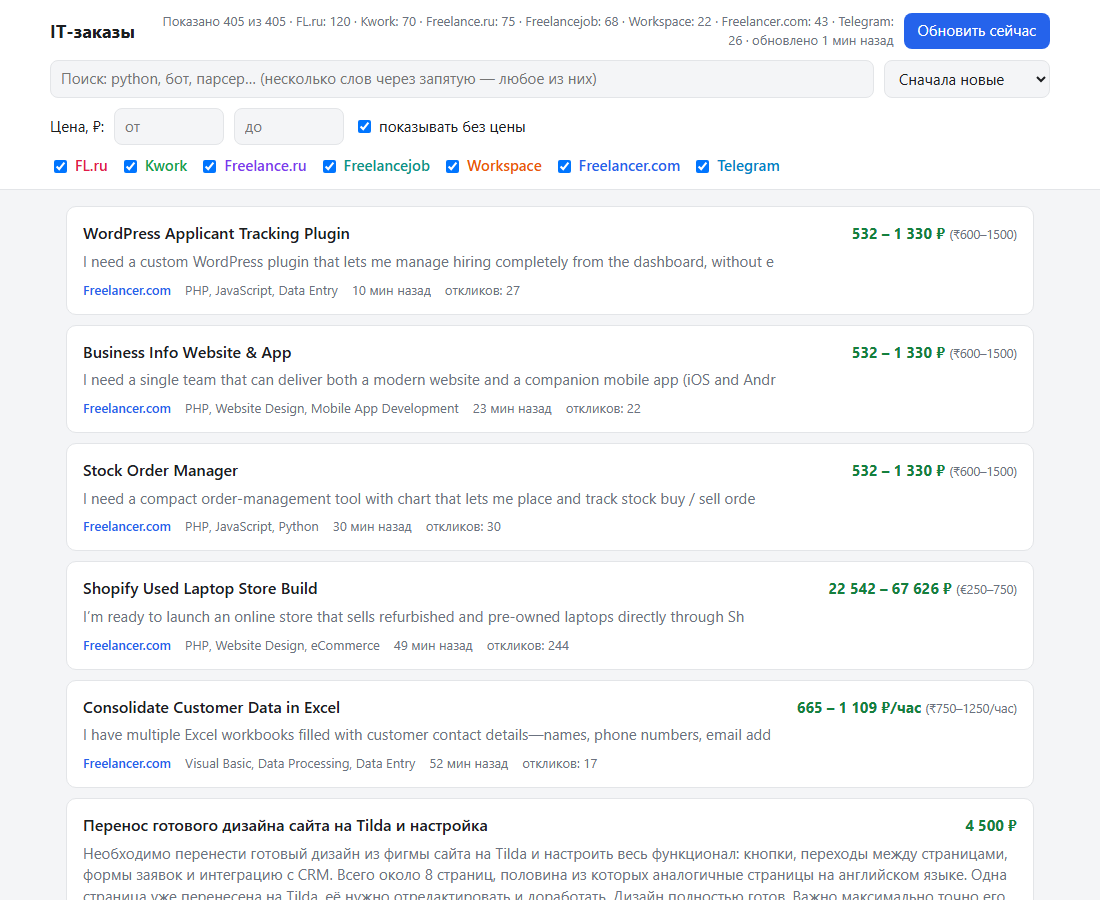 IT-заказы
Показано 405 из 405 · FL.ru: 120 · Kwork: 70 · Freelance.ru: 75 · Freelancejob: 68 · Workspace: 22 · Freelancer.com: 43 · Telegram:
26 · обновлено 1 мин назад
Обновить сейчас
Поиск: python, бот, парсер… (несколько слов через запятую — любое из них)
Сначала новые
Цена, ₽: от до показывать без цены
FL.ru Kwork Freelance.ru Freelancejob Workspace Freelancer.com Telegram
WordPress Applicant Tracking Plugin 532 – 1 330 ₽ (₹600–1500)
I need a custom WordPress plugin that lets me manage hiring completely from the dashboard, without e
Freelancer.com PHP, JavaScript, Data Entry 10 мин назад откликов: 27
Business Info Website & App 532 – 1 330 ₽ (₹600–1500)
I need a single team that can deliver both a modern website and a companion mobile app (iOS and Andr
Freelancer.com PHP, Website Design, Mobile App Development 23 мин назад откликов: 22
Stock Order Manager 532 – 1 330 ₽ (₹600–1500)
I need a compact order-management tool with chart that lets me place and track stock buy / sell orde
Freelancer.com PHP, JavaScript, Python 30 мин назад откликов: 30
Shopify Used Laptop Store Build 22 542 – 67 626 ₽ (€250–750)
I’m ready to launch an online store that sells refurbished and pre-owned laptops directly through Sh
Freelancer.com PHP, Website Design, eCommerce 49 мин назад откликов: 244
Consolidate Customer Data in Excel 665 – 1 109 ₽/час (₹750–1250/час)
I have multiple Excel workbooks filled with customer contact details—names, phone numbers, email add
Freelancer.com Visual Basic, Data Processing, Data Entry 52 мин назад откликов: 17
Перенос готового дизайна сайта на Tilda и настройка 4 500 ₽
Необходимо перенести готовый дизайн из фигмы сайта на Tilda и настроить весь функционал: кнопки, переходы между страницами,
формы заявок и интеграцию с CRM. Всего около 8 страниц, половина из которых аналогичные страницы на английском языке. Одна
страница уже перенесена на Tilda, её нужно отредактировать и доработать. Дизайн полностью готов. Важно максимально точно его